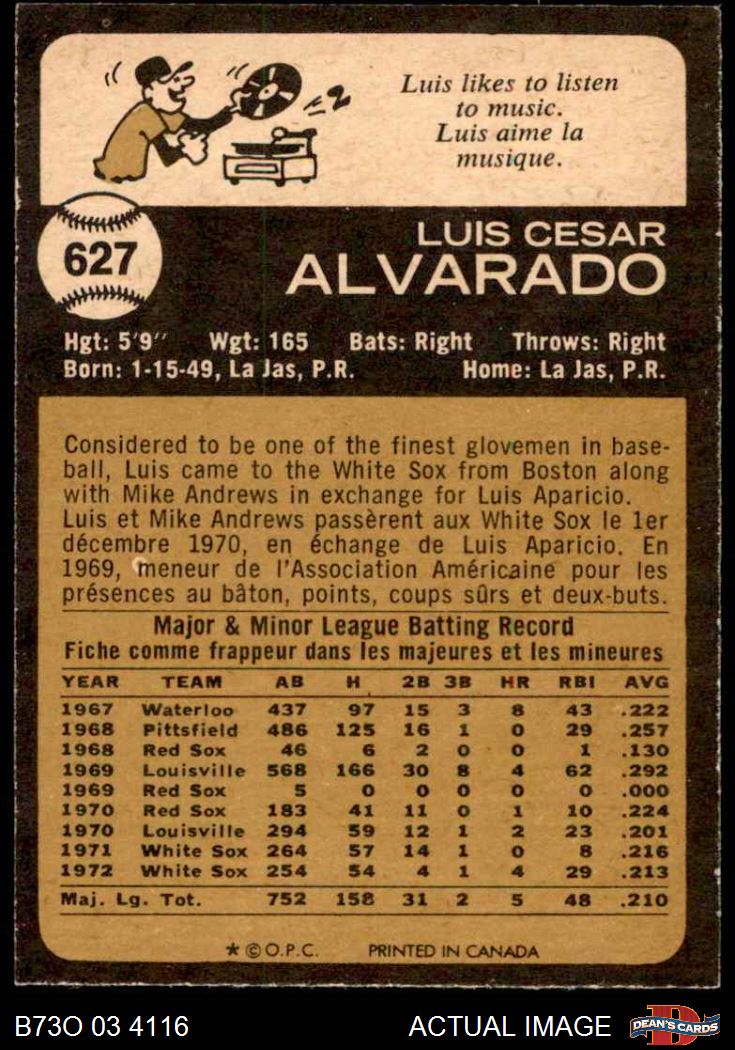 Luis likes to listen
to music.
Luis aime la
musique.
627
LUIS CESAR
ALVARADO
Hgt: 5'9" Wgt: 165 Bats: Right Throws: Right
Born: 1-15-49, La Jas, P.R. Home: La Jas, P.R.
Considered to be one of the finest glovemen in base-
ball, Luis came to the White Sox from Boston along
with Mike Andrews in exchange for Luis Aparicio.
Luis et Mike Andrews passèrent aux White Sox le 1er
décembre 1970, en échange de Luis Aparicio. En
1969, meneur de l'Association Américaine pour les
présences au bâton, points, coups sûrs et deux-buts.
Major & Minor League Batting Record
Fiche comme frappeur dans les majeures et les mineures
YEAR TEAM AB H 2B 3B HR RBI AVG
1967 Waterloo 437 97 15 3 8 43 .222
1968 Pittsfield 486 125 16 1 0 29 .257
1968 Red Sox 46 6 2 0 0 1 .130
1969 Louisville 568 166 30 8 4 62 .292
1969 Red Sox 5 0 0 0 0 0 .000
1970 Red Sox 183 41 11 0 1 10 .224
1970 Louisville 294 59 12 1 2 23 .201
1971 White Sox 264 57 14 1 0 8 .216
1972 White Sox 254 54 4 1 4 29 .213
Maj. Lg. Tot. 752 158 31 2 5 48 .210
* © O.P.C. PRINTED IN CANADA
B73O 03 4116 ACTUAL IMAGE DEAN'S CARDS